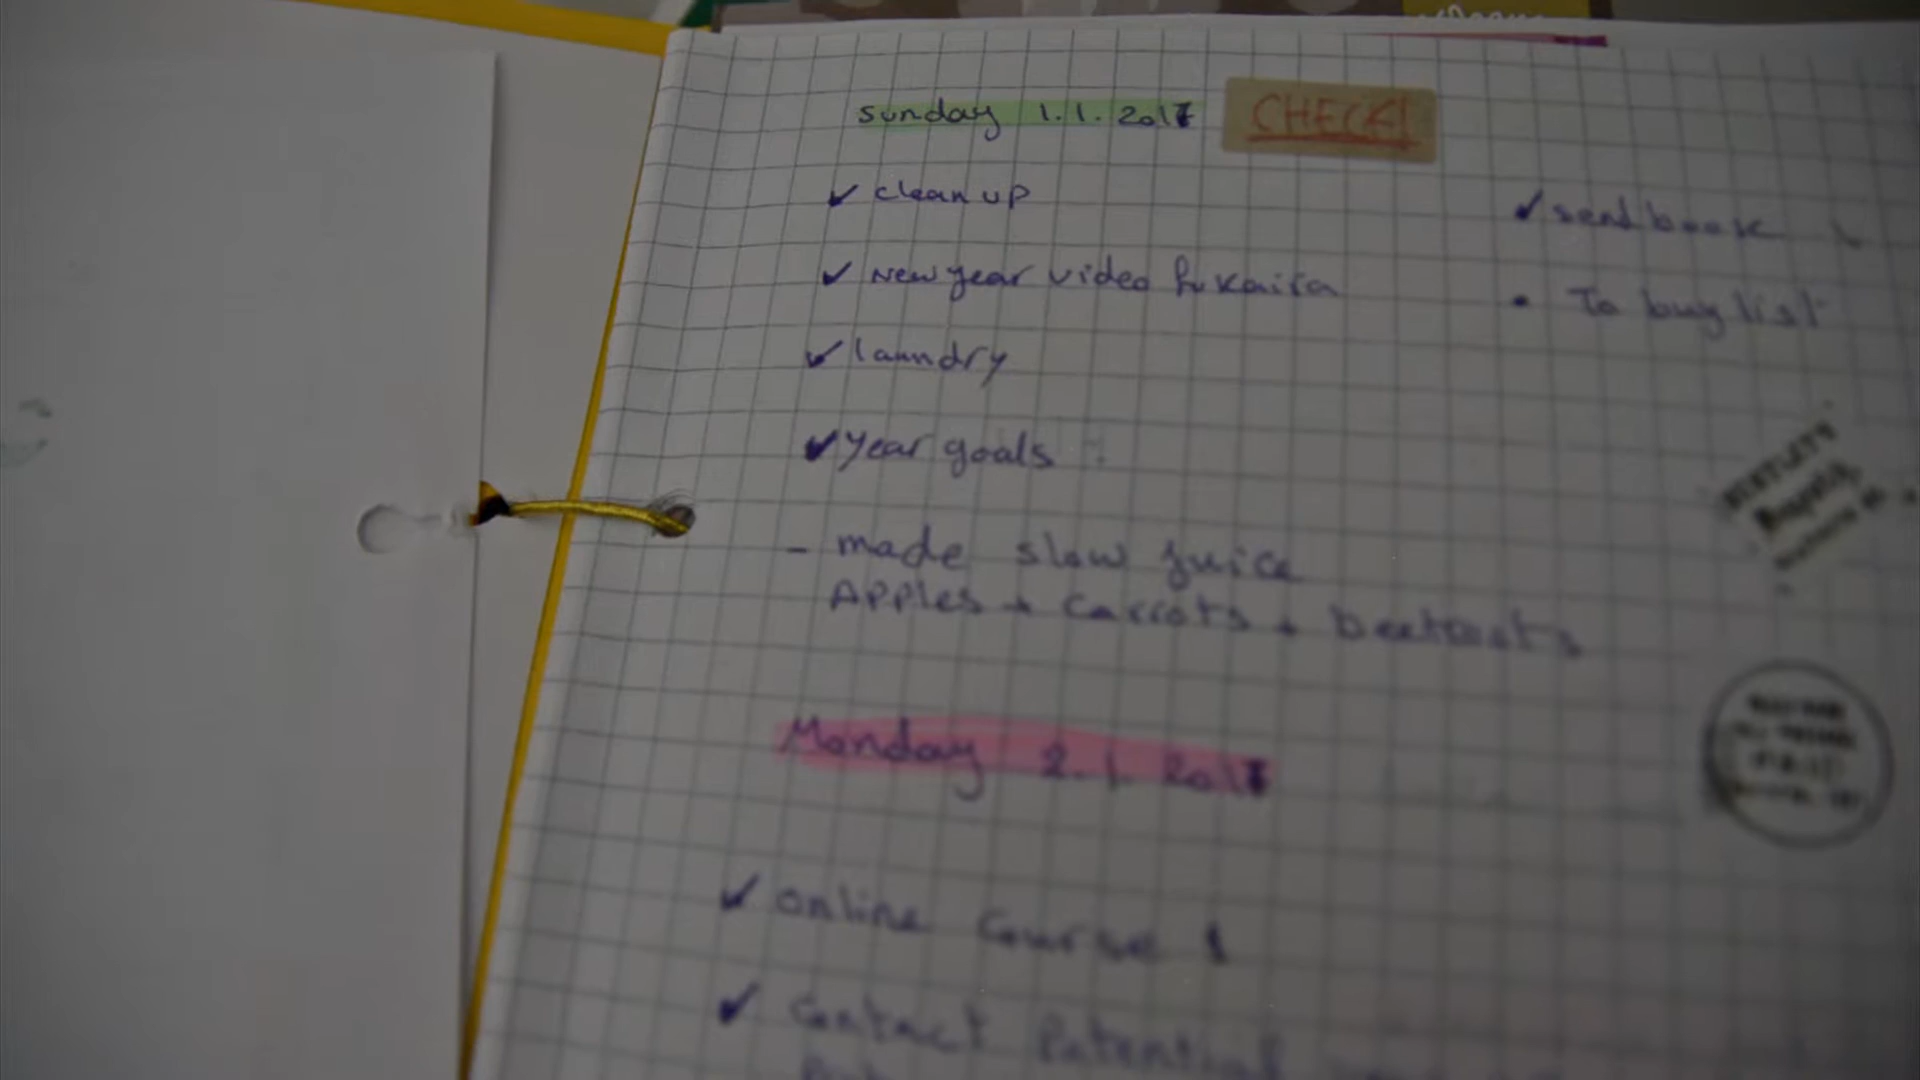 sunday 1.1.2017 CHECK!
✓ clean up
✓ send book
✓ New year video
• To buy list
✓ laundry
✓ year goals :
- made slow juice
Apples + carrots + beetroots
Monday 2.1.2017
✓ online course 1
✓ contact Potential